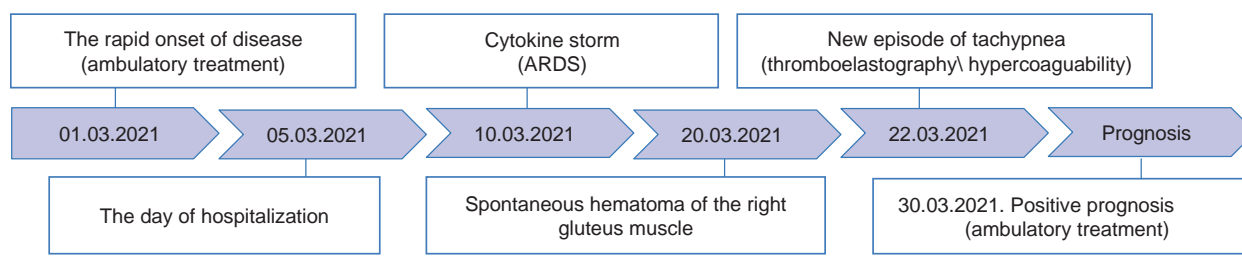 The rapid onset of disease
(ambulatory treatment)
Cytokine storm
(ARDS)
New episode of tachypnea
(thromboelastography\ hypercoaguability)
01.03.2021
05.03.2021
10.03.2021
20.03.2021
22.03.2021
Prognosis
The day of hospitalization
Spontaneous hematoma of the right
gluteus muscle
30.03.2021. Positive prognosis
(ambulatory treatment)